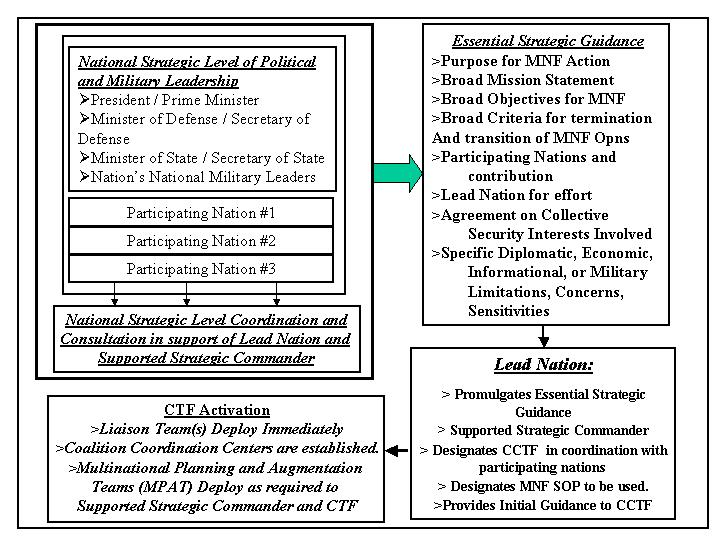 National Strategic Level of Political
and Military Leadership
➢President / Prime Minister
➢Minister of Defense / Secretary of
Defense
➢Minister of State / Secretary of State
➢Nation's National Military Leaders
Participating Nation #1
Participating Nation #2
Participating Nation #3
National Strategic Level Coordination and
Consultation in support of Lead Nation and
Supported Strategic Commander
Essential Strategic Guidance
>Purpose for MNF Action
>Broad Mission Statement
>Broad Objectives for MNF
>Broad Criteria for termination
And transition of MNF Opns
>Participating Nations and
contribution
>Lead Nation for effort
>Agreement on Collective
Security Interests Involved
>Specific Diplomatic, Economic,
Informational, or Military
Limitations, Concerns,
Sensitivities
Lead Nation:
> Promulgates Essential Strategic
Guidance
> Supported Strategic Commander
> Designates CCTF in coordination with
participating nations
> Designates MNF SOP to be used.
>Provides Initial Guidance to CCTF
CTF Activation
>Liaison Team(s) Deploy Immediately
>Coalition Coordination Centers are established.
>Multinational Planning and Augmentation
Teams (MPAT) Deploy as required to
Supported Strategic Commander and CTF